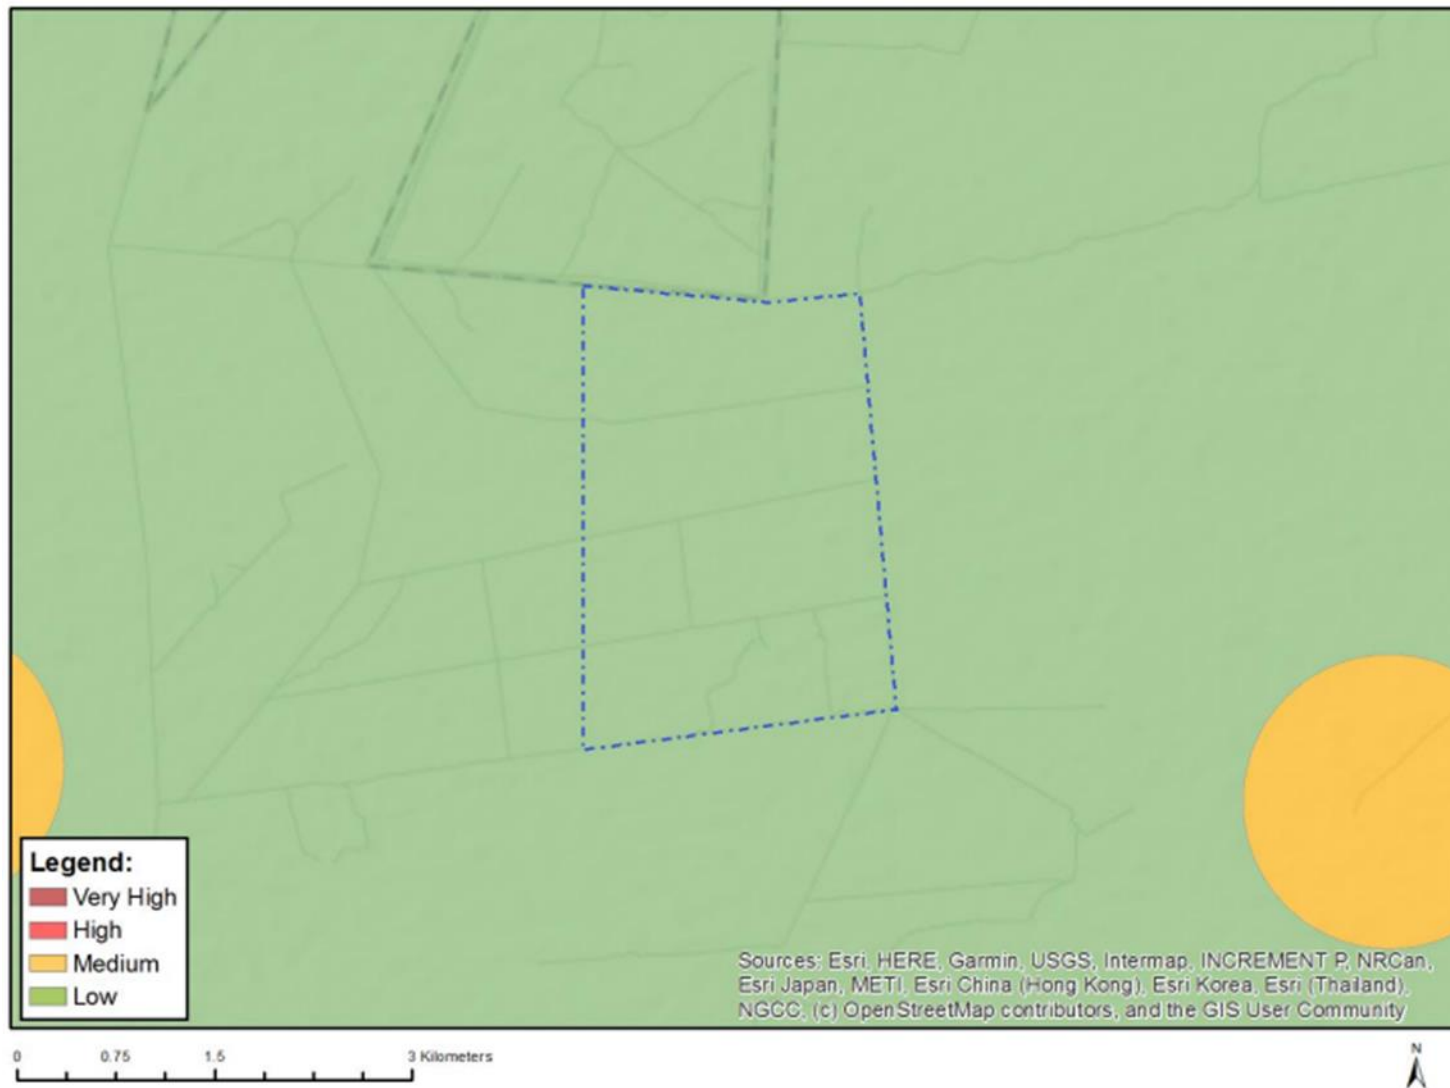 Legend:
Very High
High
Medium
Low
Sources: Esri, HERE, Garmin, USGS, Intermap, INCREMENT P, NRCan,
Esri Japan, METI, Esri China (Hong Kong), Esri Korea, Esri (Thailand),
NGCC, (c) OpenStreetMap contributors, and the GIS User Community
0 0.75 1.5 3 Kilometers
N